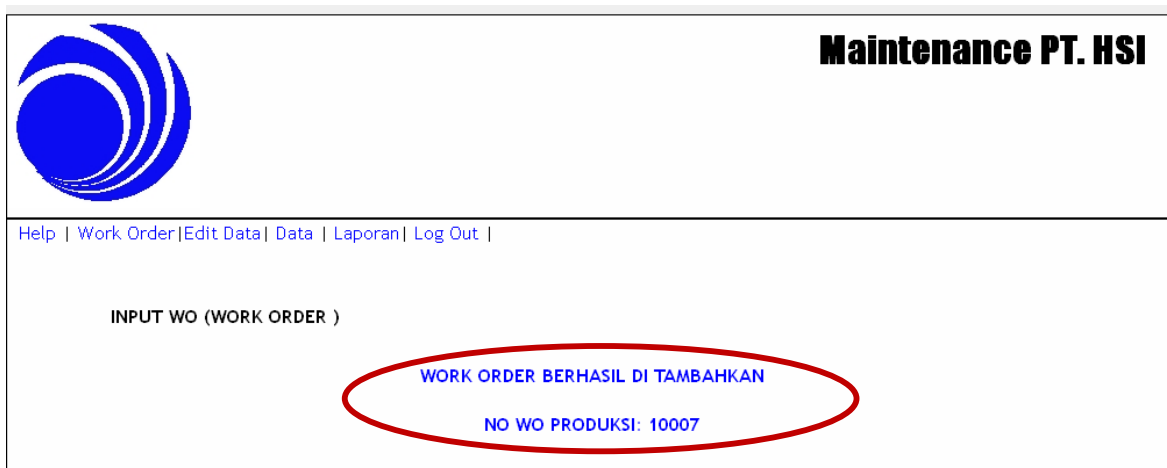 Maintenance PT. HSI
Help | Work Order|Edit Data| Data | Laporan| Log Out |
INPUT WO (WORK ORDER )
WORK ORDER BERHASIL DI TAMBAHKAN
NO WO PRODUKSI: 10007